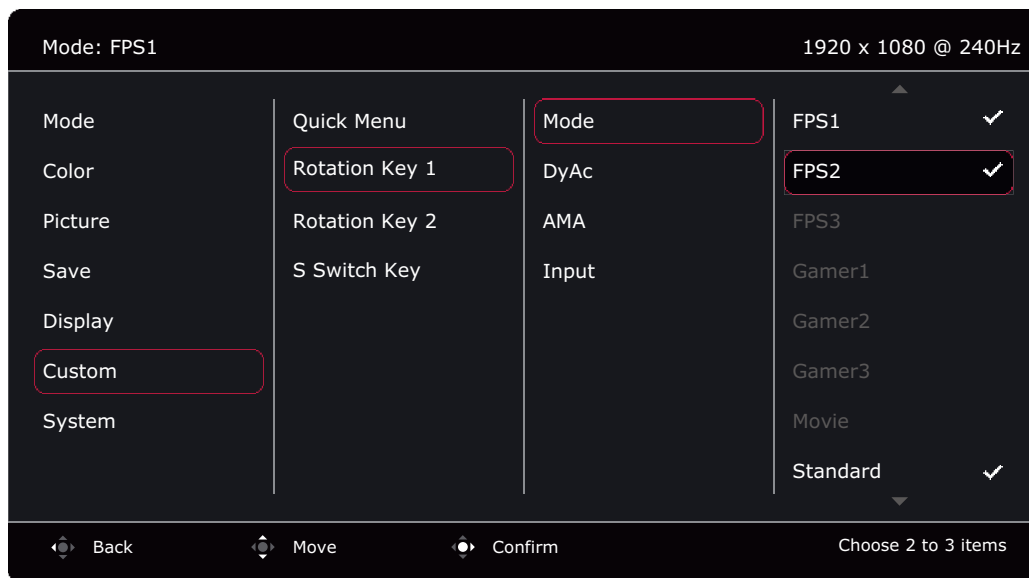 Mode: FPS1
1920 x 1080 @ 240Hz
Mode
Color
Picture
Save
Display
Custom
System
Quick Menu
Rotation Key 1
Rotation Key 2
S Switch Key
Mode
DyAc
AMA
Input
FPS1
FPS2
FPS3
Gamer1
Gamer2
Gamer3
Movie
Standard
Back
Move
Confirm
Choose 2 to 3 items